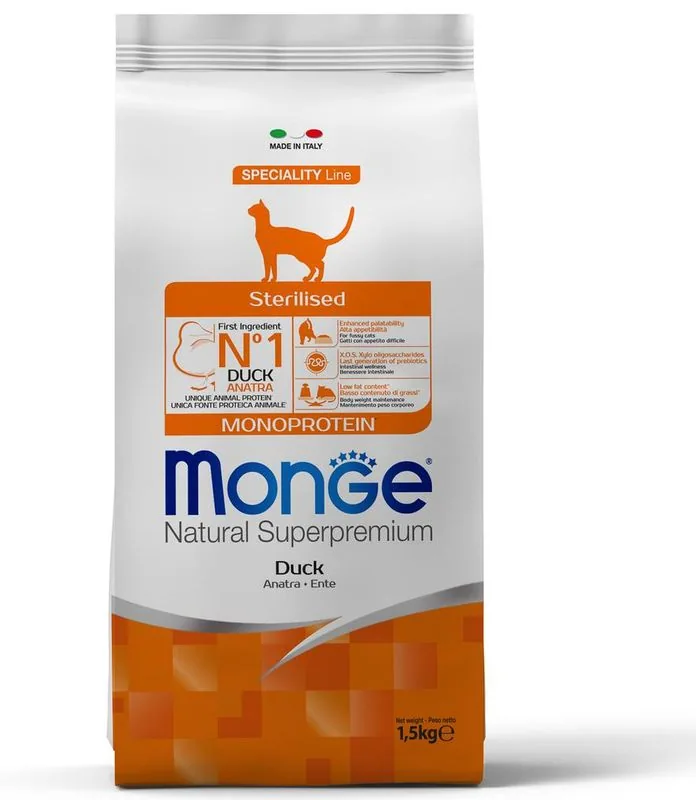 MADE IN ITALY
SPECIALITY Line
Sterilised
First Ingredient
N° 1
DUCK
ANATRA
UNIQUE ANIMAL PROTEIN
UNICA FONTE PROTEICA ANIMALE
Enhanced palatability
Alta appetibilità
For fussy cats
Gatti con appetito difficile
X.O.S. Xylo oligosaccharides
Last generation of prebiotics
Intestinal wellness
Benessere intestinale
Low fat content*
Basso contenuto di grassi*
Body weight maintenance
Mantenimento peso corporeo
MONOPROTEIN
Monge®
Natural Superpremium
Duck
Anatra • Ente
Net weight - Peso netto
1,5kg℮